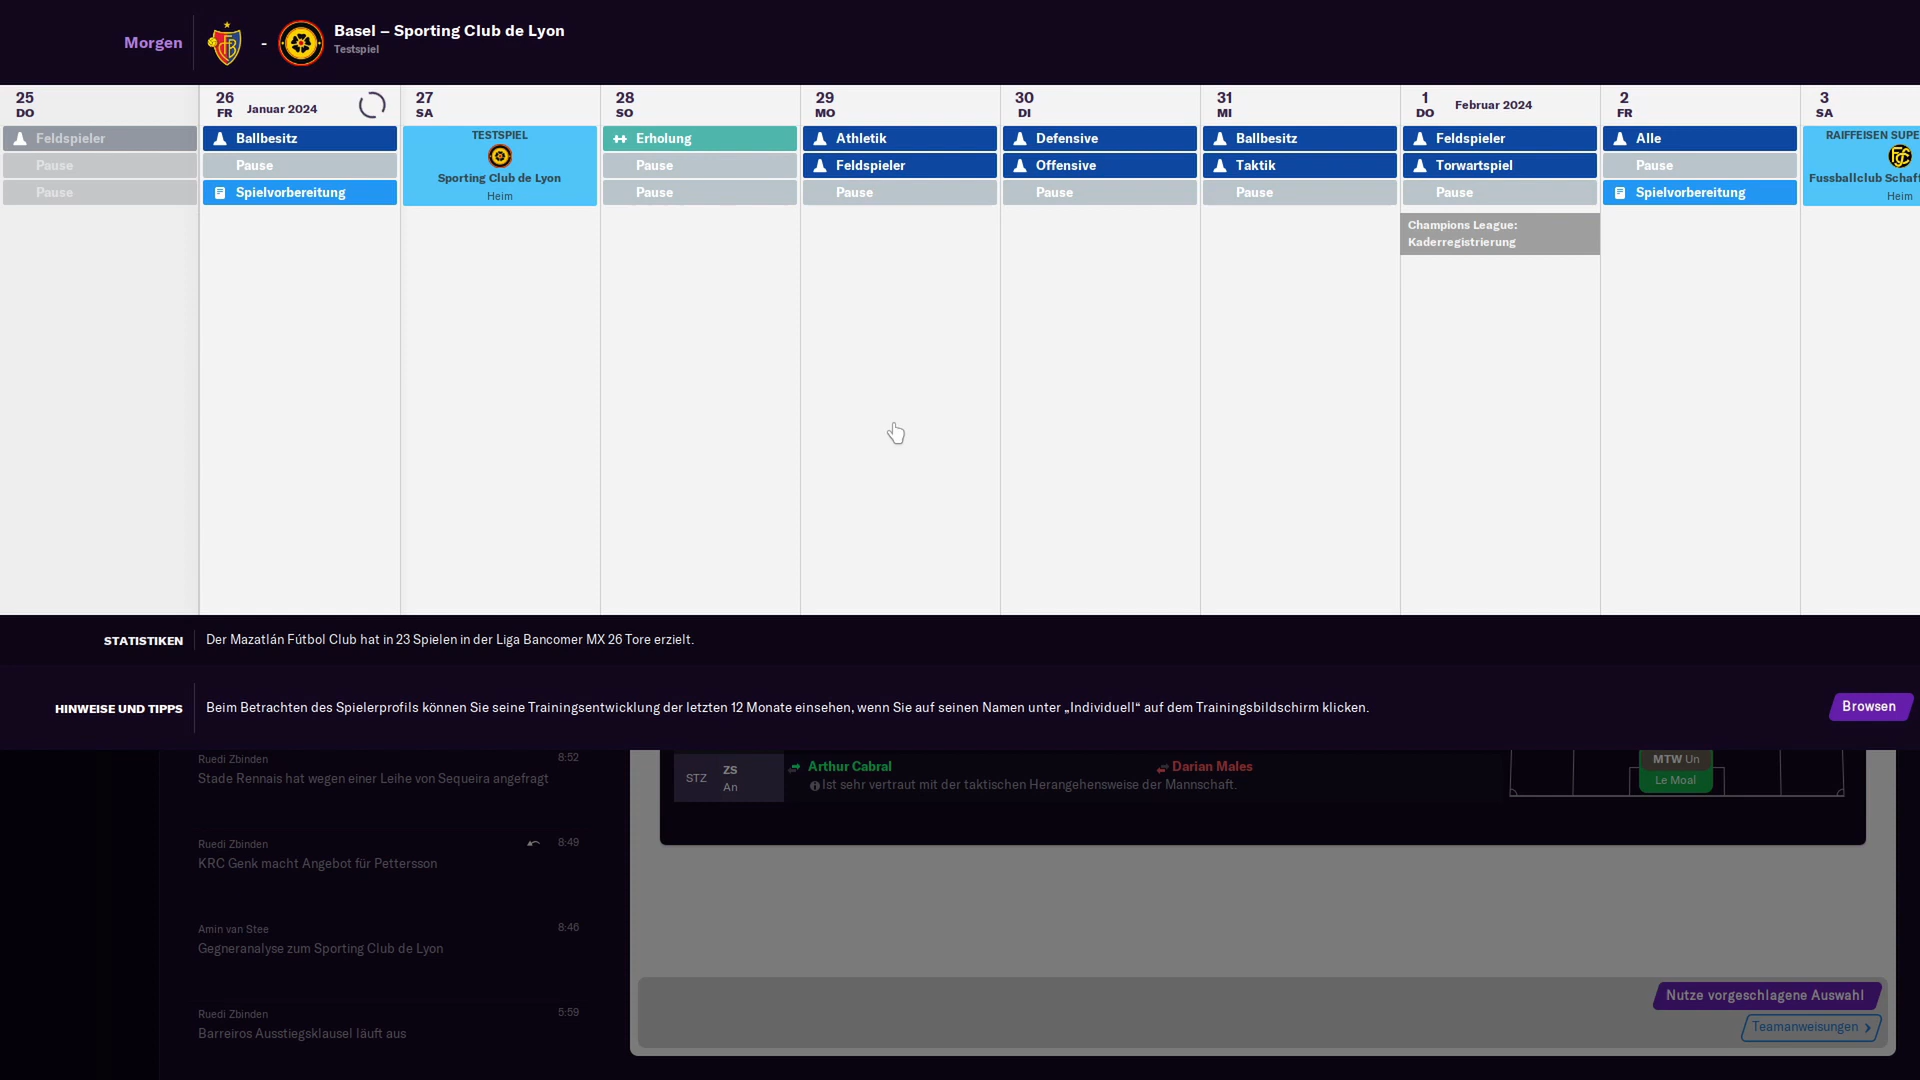 Morgen
-
Basel – Sporting Club de Lyon
Testspiel
25
DO
Feldspieler
Pause
Pause
26
FR
Januar 2024
Ballbesitz
Pause
Spielvorbereitung
27
SA
TESTSPIEL
Sporting Club de Lyon
Heim
28
SO
Erholung
Pause
Pause
29
MO
Athletik
Feldspieler
Pause
30
DI
Defensive
Offensive
Pause
31
MI
Ballbesitz
Taktik
Pause
1
DO
Februar 2024
Feldspieler
Torwartspiel
Pause
Champions League:
Kaderregistrierung
2
FR
Alle
Pause
Spielvorbereitung
3
SA
RAIFFEISEN SUPE
Fussballclub Schaff
Heim
STATISTIKEN
Der Mazatlán Fútbol Club hat in 23 Spielen in der Liga Bancomer MX 26 Tore erzielt.
HINWEISE UND TIPPS
Beim Betrachten des Spielerprofils können Sie seine Trainingsentwicklung der letzten 12 Monate einsehen, wenn Sie auf seinen Namen unter „Individuell“ auf dem Trainingsbildschirm klicken.
Browsen
Ruedi Zbinden
8:52
Stade Rennais hat wegen einer Leihe von Sequeira angefragt
Ruedi Zbinden
8:49
KRC Genk macht Angebot für Pettersson
Amin van Stee
8:46
Gegneranalyse zum Sporting Club de Lyon
Ruedi Zbinden
5:59
Barreiros Ausstiegsklausel läuft aus
STZ
ZS
An
Arthur Cabral
Darian Males
Ist sehr vertraut mit der taktischen Herangehensweise der Mannschaft.
MTW Un
Le Moal
Nutze vorgeschlagene Auswahl
Teamanweisungen